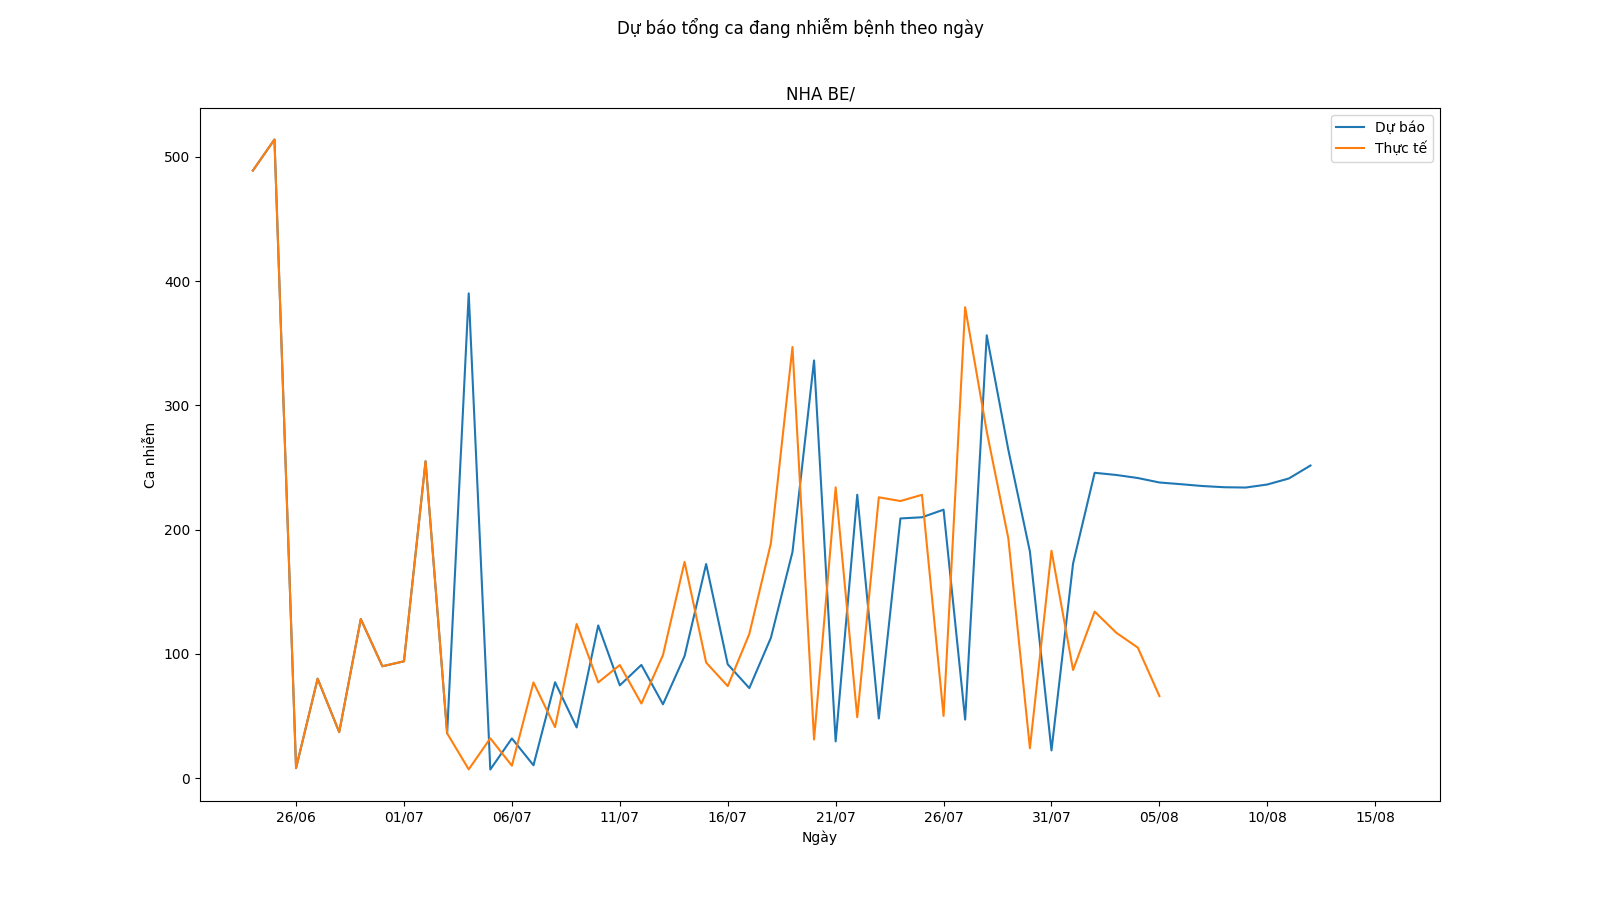 Dự báo tổng ca đang nhiễm bệnh theo ngày
NHA BE/
Dự báo
Thực tế
500
400
300
200
100
0
Ca nhiễm
26/06
01/07
06/07
11/07
16/07
21/07
26/07
31/07
05/08
10/08
15/08
Ngày